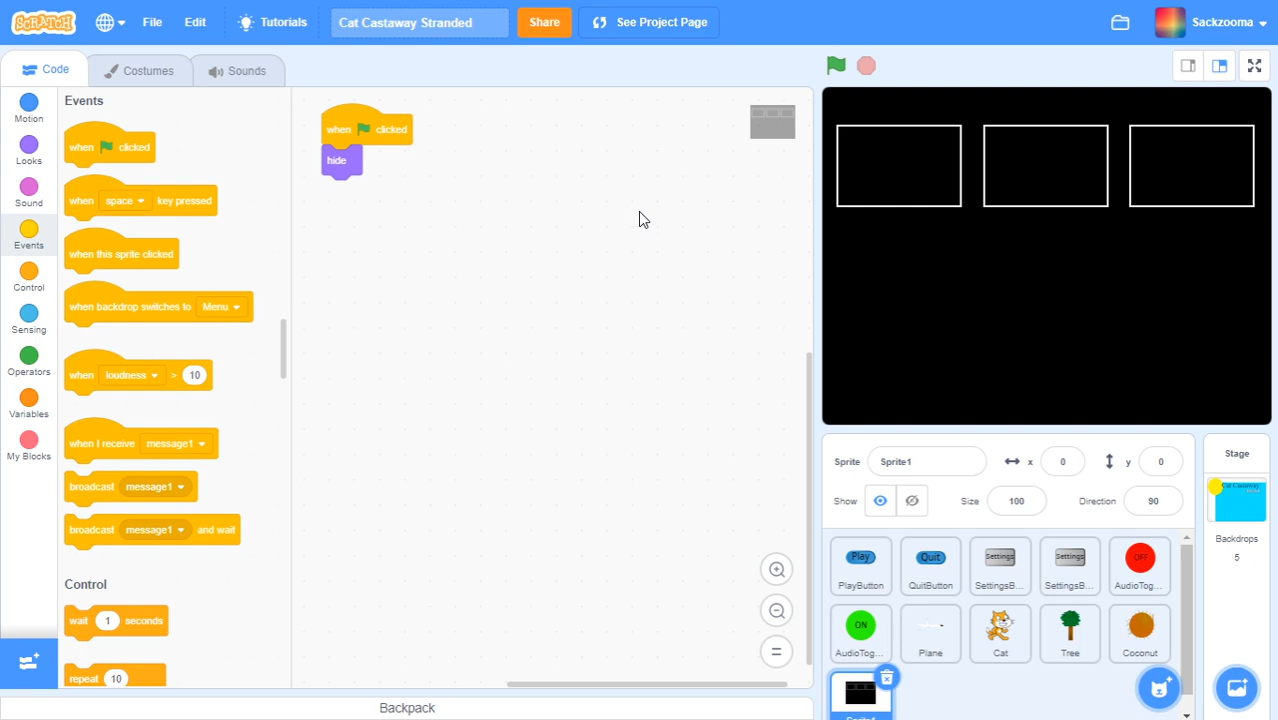 SCRATCH File Edit Tutorials Cat Castaway Stranded Share See Project Page Sackzooma
Code Costumes Sounds
Motion
Looks
Sound
Events
Control
Sensing
Operators
Variables
My Blocks
Events
when clicked
when space key pressed
when this sprite clicked
when backdrop switches to Menu
when loudness > 10
when I receive message1
broadcast message1
broadcast message1 and wait
Control
wait 1 seconds
repeat 10
when clicked
hide
Backpack
Sprite Sprite1 x 0 y 0
Show Size 100 Direction 90
Play
PlayButton
Quit
QuitButton
Settings
SettingsB...
Settings
SettingsB...
OFF
AudioTog...
ON
AudioTog...
Plane
Cat
Tree
Coconut
Sprite1
Stage
Cat Castaway
Backdrops
5